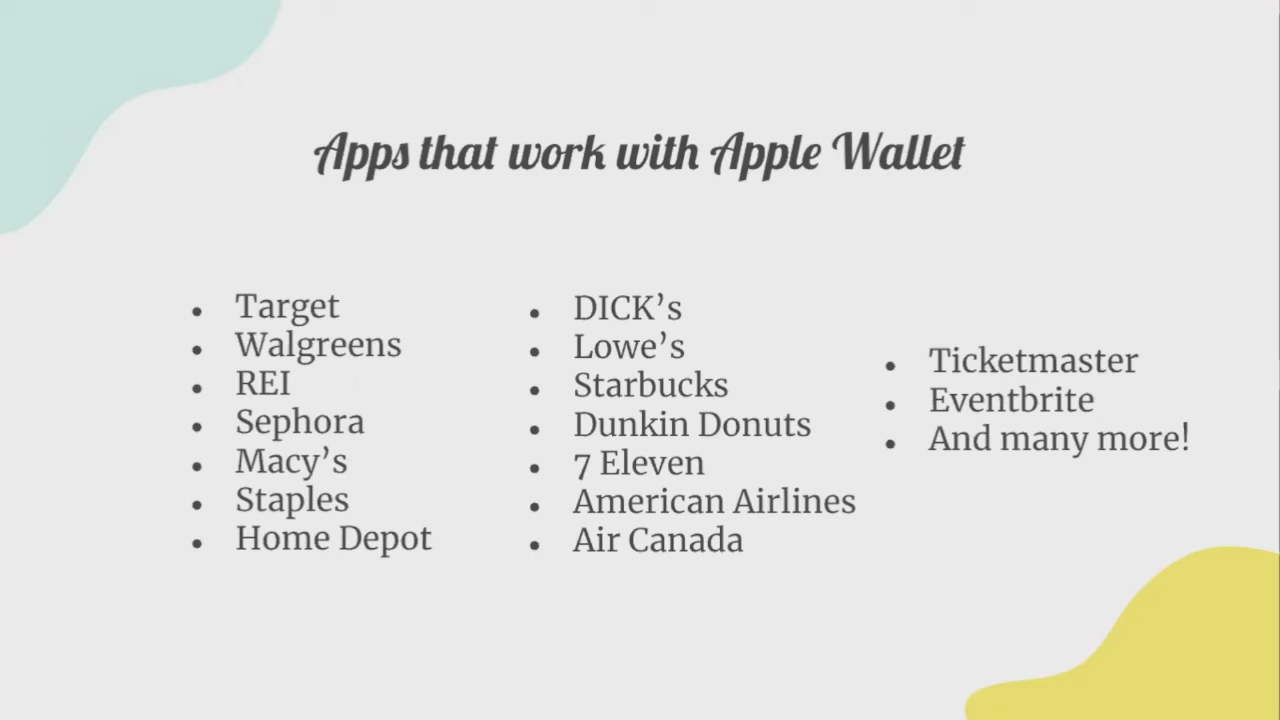 Apps that work with Apple Wallet
• Target
• Walgreens
• REI
• Sephora
• Macy’s
• Staples
• Home Depot
• DICK’s
• Lowe’s
• Starbucks
• Dunkin Donuts
• 7 Eleven
• American Airlines
• Air Canada
• Ticketmaster
• Eventbrite
• And many more!